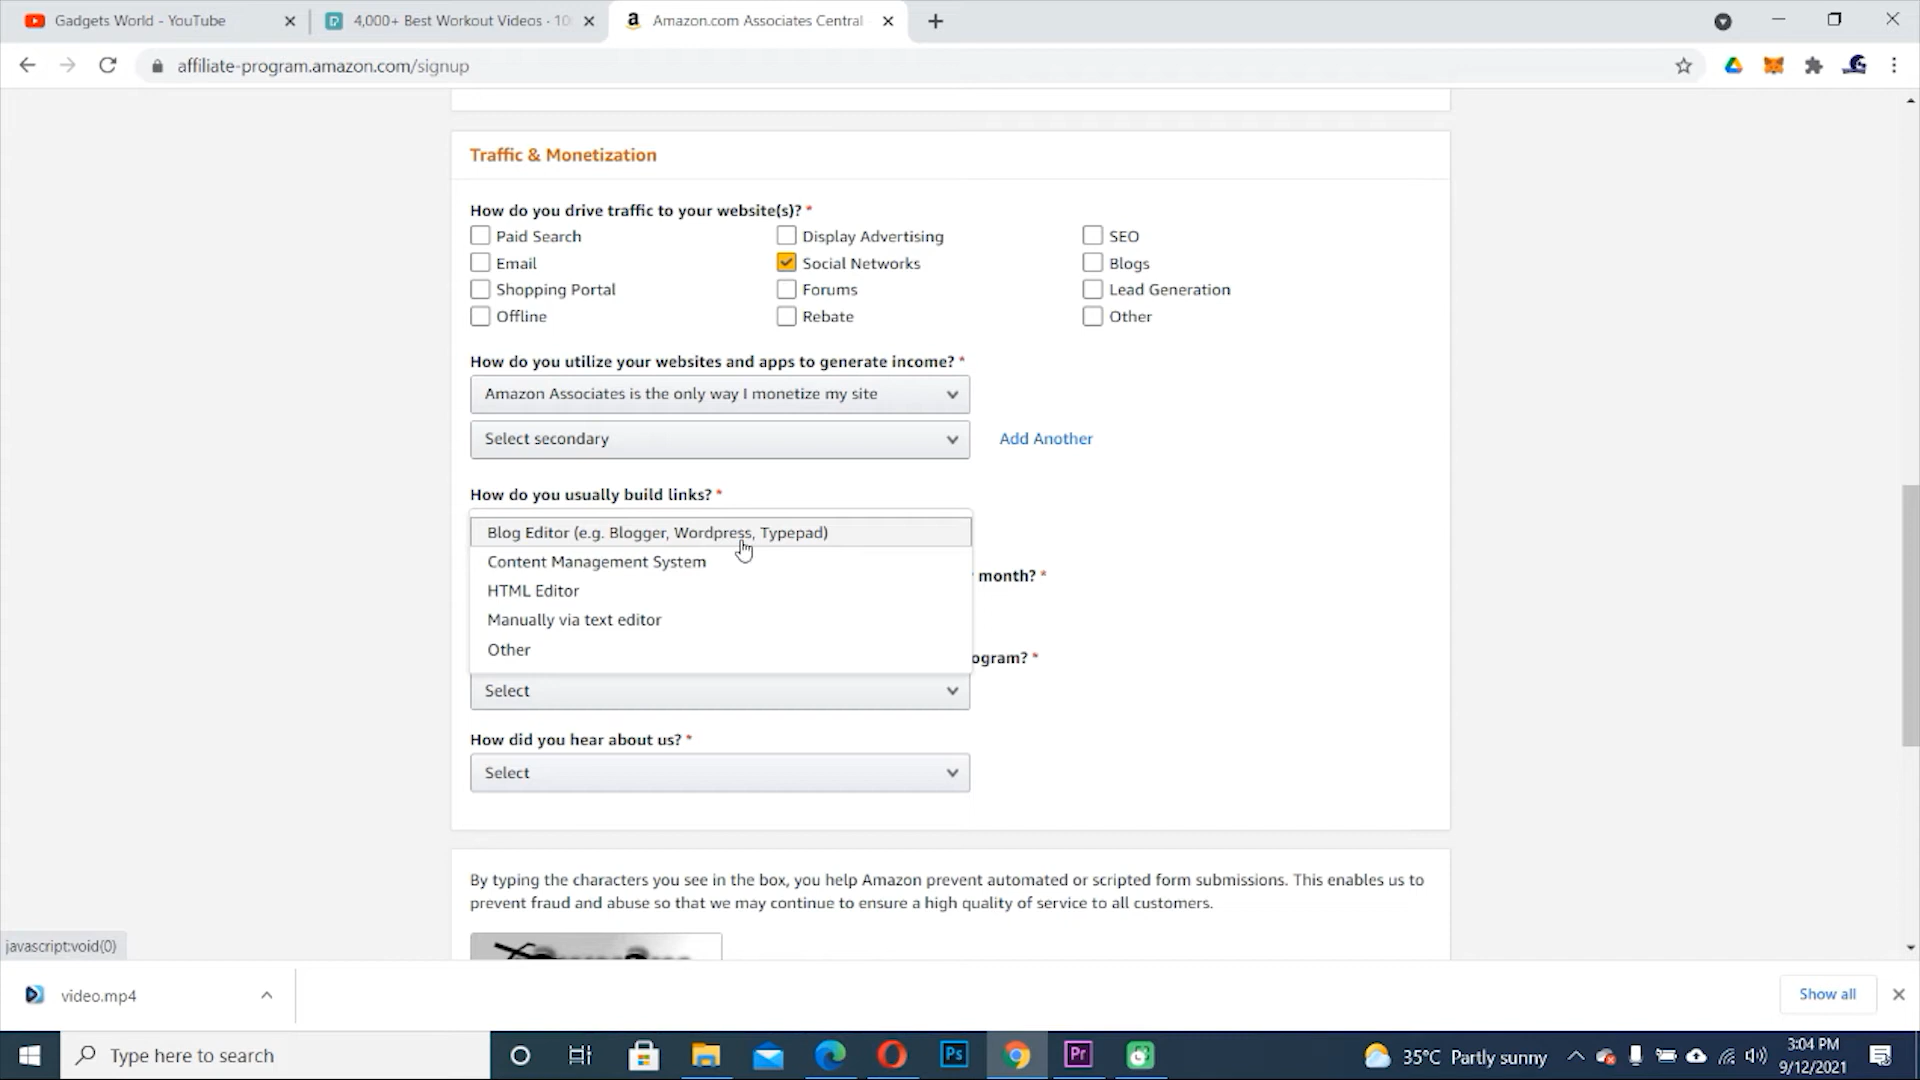 Gadgets World - YouTube
4,000+ Best Workout Videos · 10
Amazon.com Associates Central
affiliate-program.amazon.com/signup
Traffic & Monetization
How do you drive traffic to your website(s)? *
Paid Search
Display Advertising
SEO
Email
Social Networks
Blogs
Shopping Portal
Forums
Lead Generation
Offline
Rebate
Other
How do you utilize your websites and apps to generate income? *
Amazon Associates is the only way I monetize my site
Select secondary
Add Another
How do you usually build links? *
Blog Editor (e.g. Blogger, Wordpress, Typepad)
Content Management System
month? *
HTML Editor
Manually via text editor
Other
ogram? *
Select
How did you hear about us? *
Select
By typing the characters you see in the box, you help Amazon prevent automated or scripted form submissions. This enables us to
prevent fraud and abuse so that we may continue to ensure a high quality of service to all customers.
javascript:void(0)
video.mp4
Show all
Type here to search
Ps
Pr
35°C Partly sunny
3:04 PM
9/12/2021